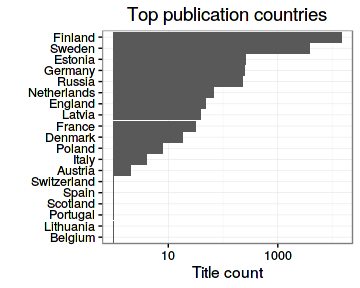 Top publication countries
Finland
Sweden
Estonia
Germany
Russia
Netherlands
England
Latvia
France
Denmark
Poland
Italy
Austria
Switzerland
Spain
Scotland
Portugal
Lithuania
Belgium
10 1000
Title count